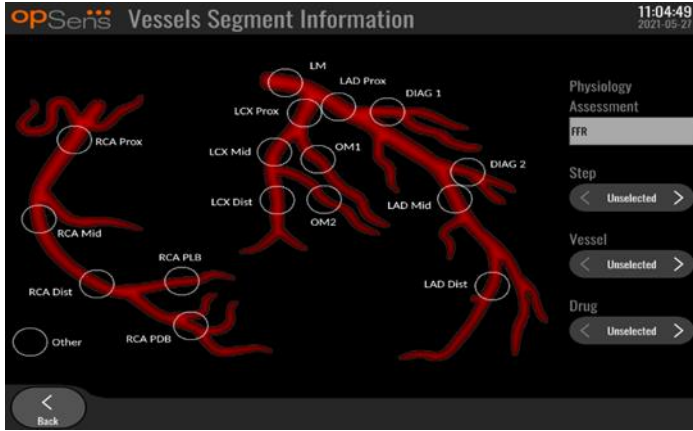 opSens Vessels Segment Information
11:04:49
2021-05-27
LM
LAD Prox
DIAG 1
LCX Prox
RCA Prox
OM1
LCX Mid
DIAG 2
LCX Dist
LAD Mid
OM2
RCA Mid
RCA PLB
RCA Dist
LAD Dist
RCA PDB
Other
Physiology
Assessment
FFR
Step
< Unselected >
Vessel
< Unselected >
Drug
< Unselected >
<
Back